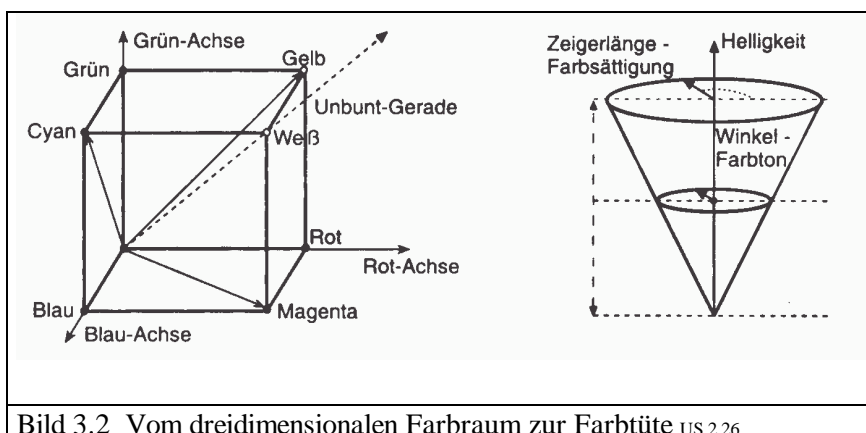 Grün-Achse
Grün
Gelb
Unbunt-Gerade
Cyan
Weiß
Rot
Rot-Achse
Blau
Magenta
Blau-Achse
Zeigerlänge -
Farbsättigung
Helligkeit
Winkel -
Farbton
Bild 3.2 Vom dreidimensionalen Farbraum zur Farbtüte US 2.26